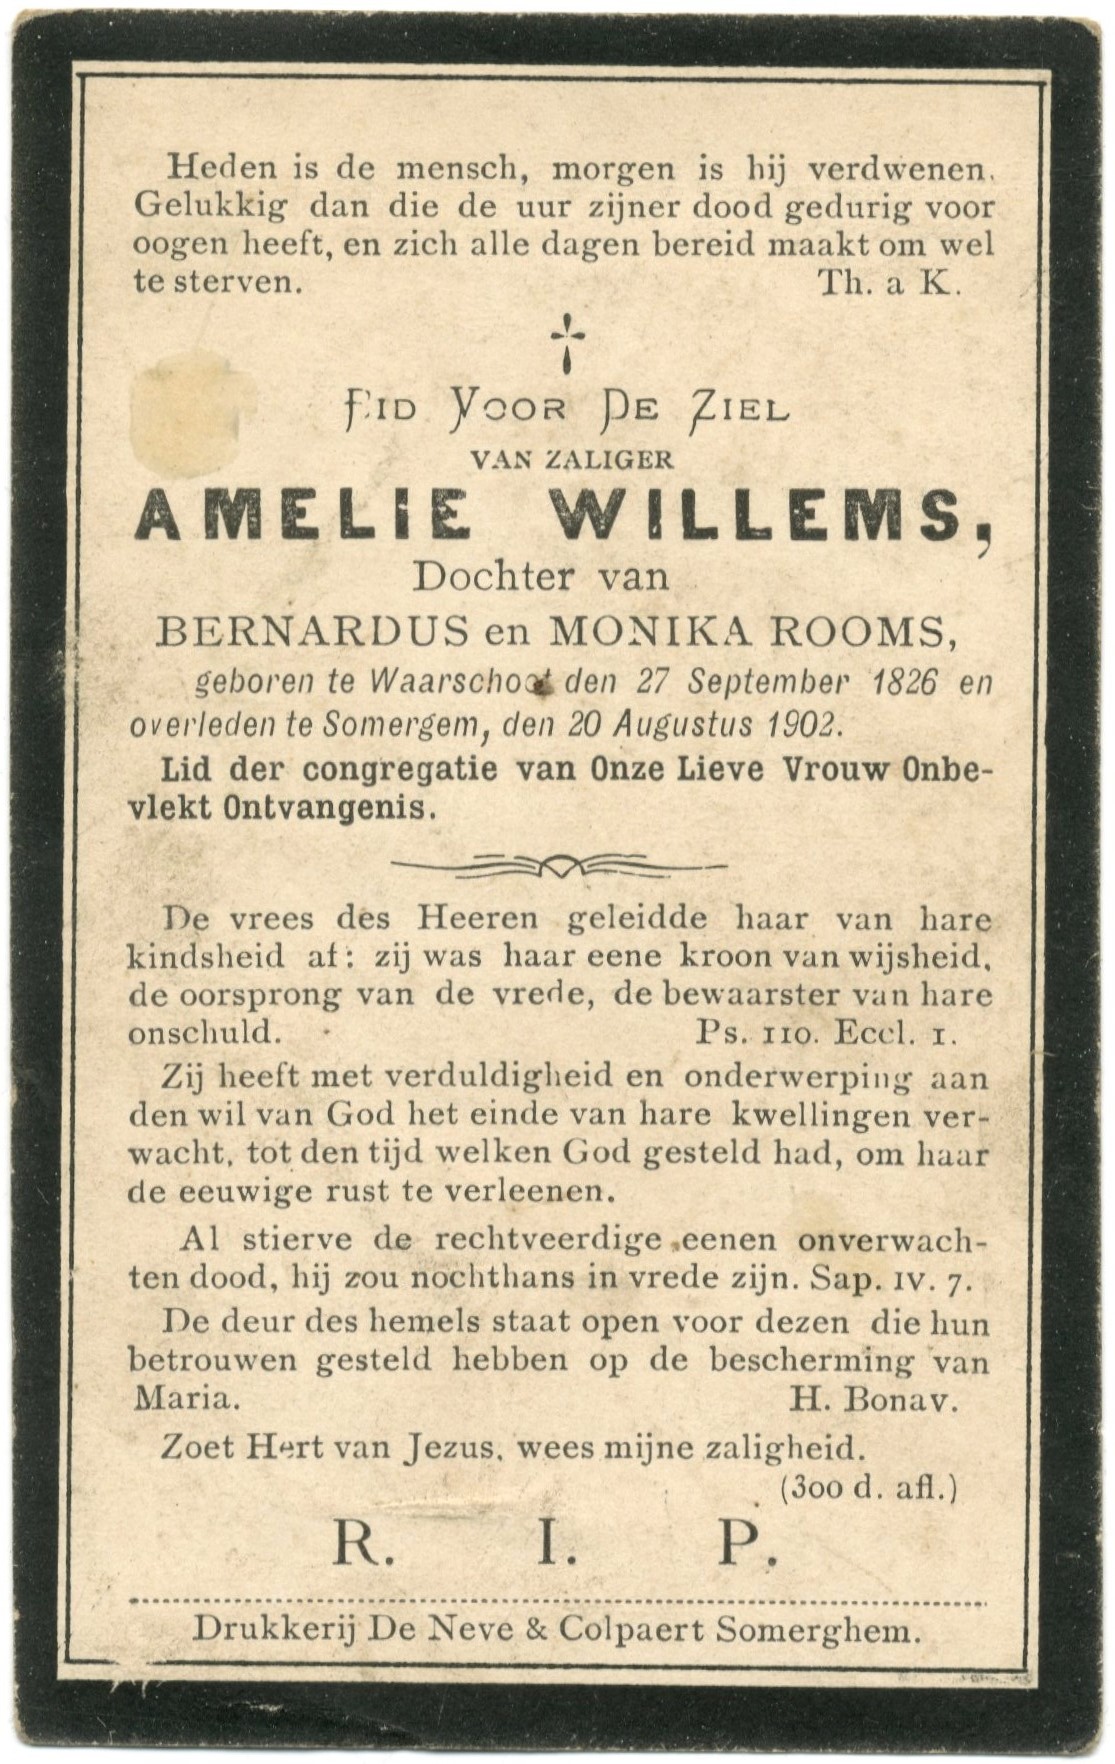 Heden is de mensch, morgen is hij verdwenen.
Gelukkig dan die de uur zijner dood gedurig voor
oogen heeft, en zich alle dagen bereid maakt om wel
te sterven. Th. a K.
Bid Voor De Ziel
VAN ZALIGER
AMELIE WILLEMS,
Dochter van
BERNARDUS en MONIKA ROOMS,
geboren te Waarschoot den 27 September 1826 en
overleden te Somergem, den 20 Augustus 1902.
Lid der congregatie van Onze Lieve Vrouw Onbe-
vlekt Ontvangenis.
De vrees des Heeren geleidde haar van hare
kindsheid af: zij was haar eene kroon van wijsheid,
de oorsprong van de vrede, de bewaarster van hare
onschuld. Ps. 110. Eccl. 1.
Zij heeft met verduldigheid en onderwerping aan
den wil van God het einde van hare kwellingen ver-
wacht, tot den tijd welken God gesteld had, om haar
de eeuwige rust te verleenen.
Al stierve de rechtveerdige eenen onverwach-
ten dood, hij zou nochthans in vrede zijn. Sap. IV. 7.
De deur des hemels staat open voor dezen die hun
betrouwen gesteld hebben op de bescherming van
Maria. H. Bonav.
Zoet Hert van Jezus, wees mijne zaligheid.
(300 d. afl.)
R. I. P.
Drukkerij De Neve & Colpaert Somerghem.